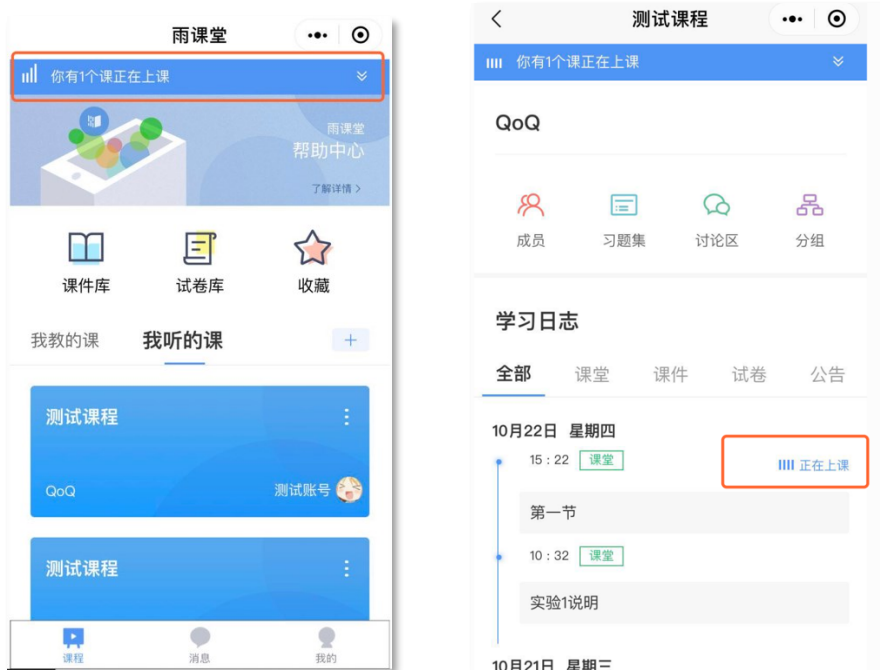 雨课堂
你有1个课正在上课
雨课堂
帮助中心
了解详情 >
课件库 试卷库 收藏
我教的课 我听的课 +
测试课程
QoQ 测试账号
测试课程
课程 消息 我的
测试课程
你有1个课正在上课
QoQ
成员 习题集 讨论区 分组
学习日志
全部 课堂 课件 试卷 公告
10月22日 星期四
15:22 课堂 正在上课
第一节
10:32 课堂
实验1说明
10月21日 星期三